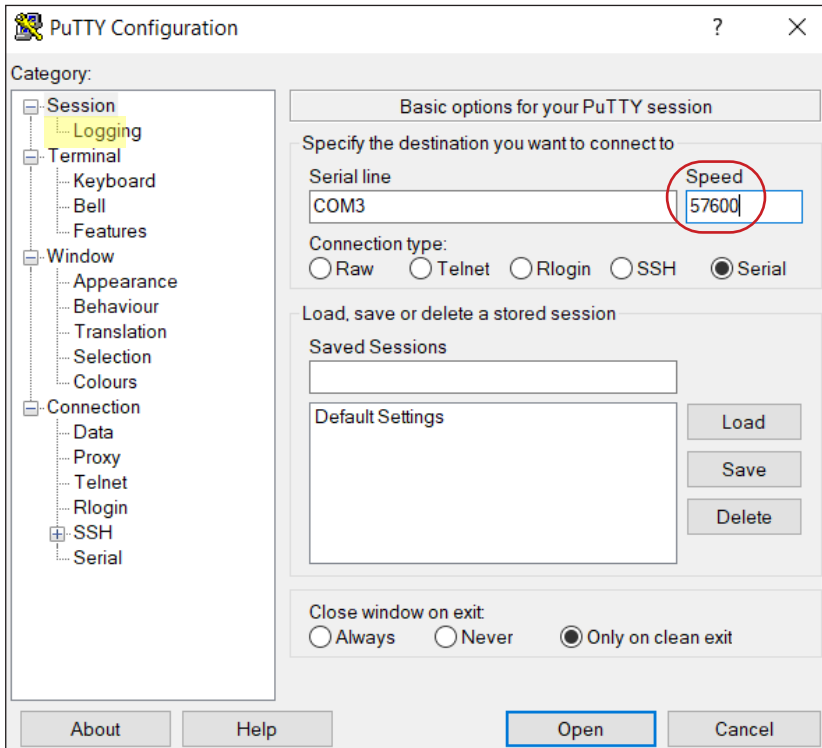 PuTTY Configuration
?
Category:
Session
Logging
Terminal
Keyboard
Bell
Features
Window
Appearance
Behaviour
Translation
Selection
Colours
Connection
Data
Proxy
Telnet
Rlogin
SSH
Serial
Basic options for your PuTTY session
Specify the destination you want to connect to
Serial line Speed
COM3 57600
Connection type:
Raw Telnet Rlogin SSH Serial
Load, save or delete a stored session
Saved Sessions
Default Settings
Load
Save
Delete
Close window on exit:
Always Never Only on clean exit
About Help Open Cancel